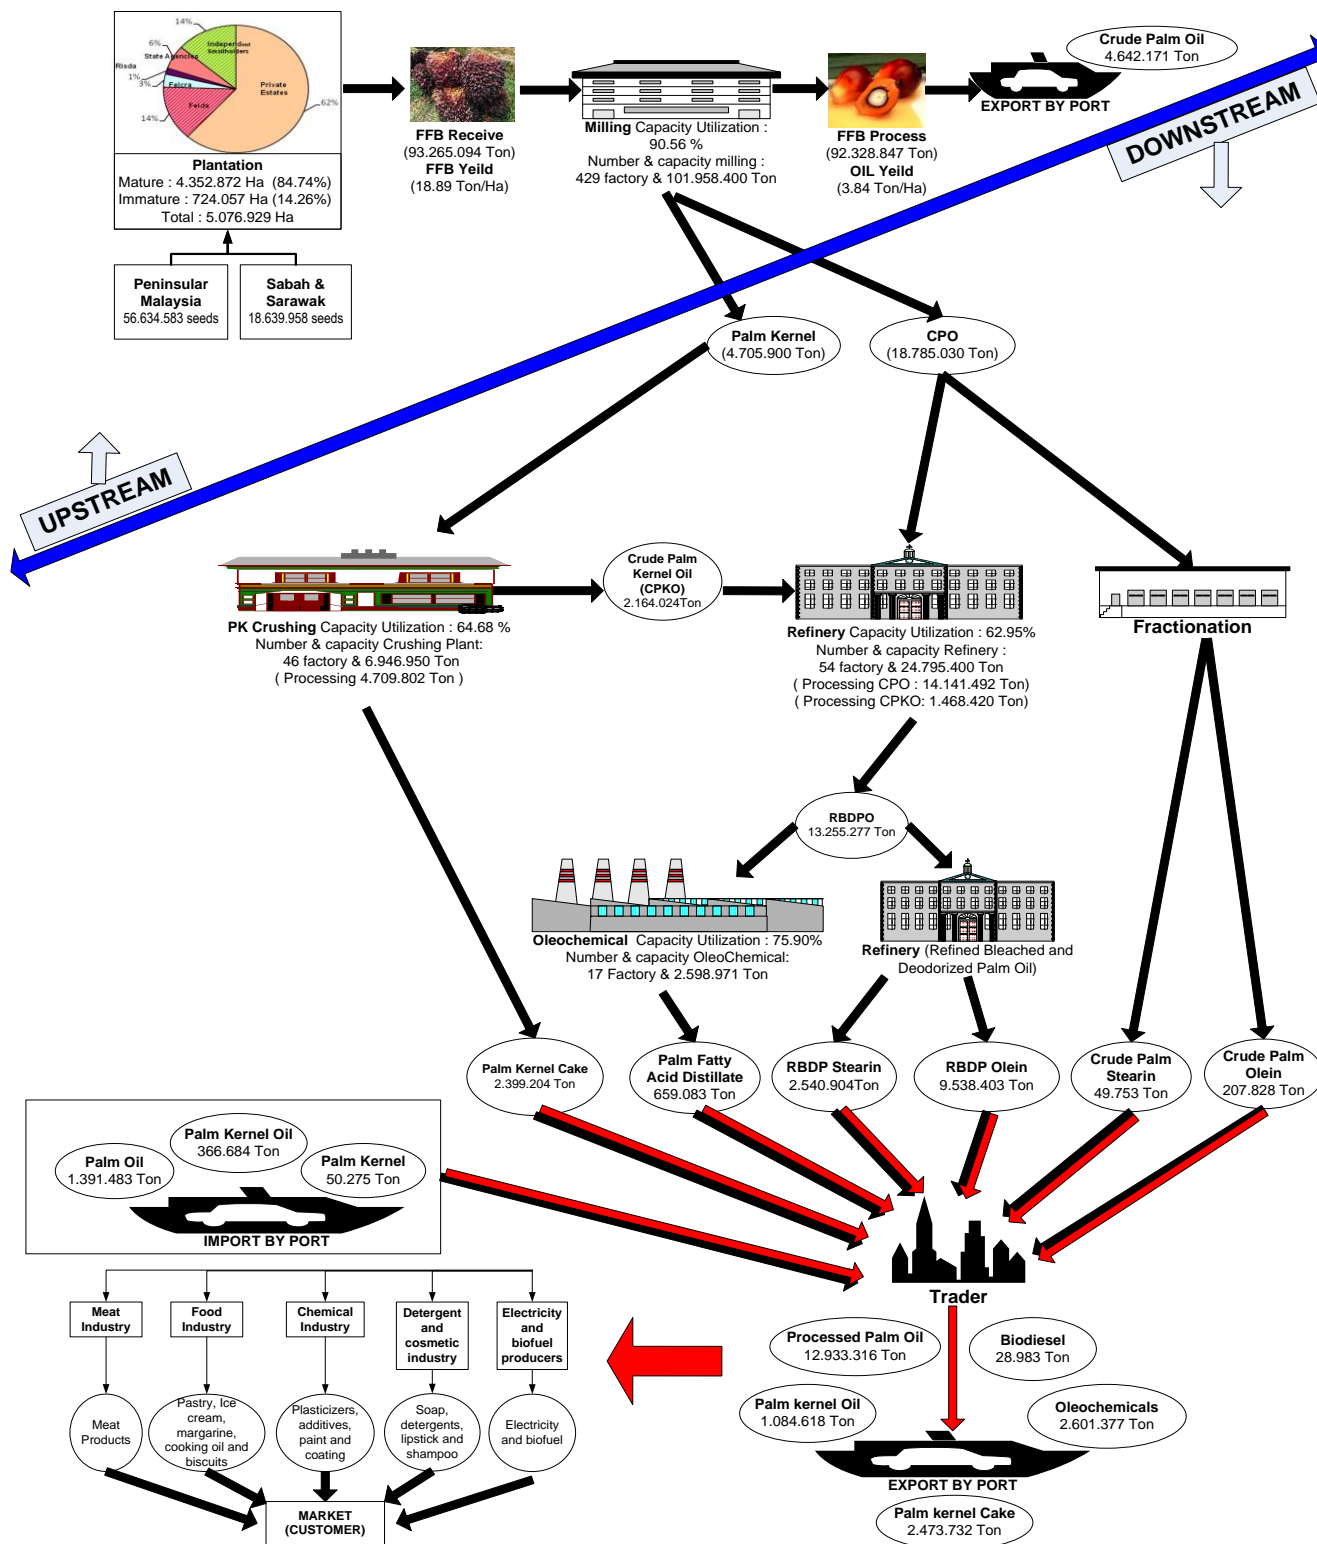 14%
6%
Independent
Smallholders
State Agencies
Risda
1%
3%
Felcra
Private
Estates
Felda
14%
62%
Plantation
Mature : 4.352.872 Ha  (84.74%)
Immature : 724.057 Ha (14.26%)
Total : 5.076.929 Ha
Peninsular
Malaysia
56.634.583 seeds
Sabah &
Sarawak
18.639.958 seeds
FFB Receive
(93.265.094 Ton)
FFB Yeild
(18.89 Ton/Ha)
Milling Capacity Utilization :
90.56 %
Number & capacity milling :
429 factory & 101.958.400 Ton
FFB Process
(92.328.847 Ton)
OIL Yeild
(3.84 Ton/Ha)
Crude Palm Oil
4.642.171 Ton
EXPORT BY PORT
DOWNSTREAM
UPSTREAM
Palm Kernel
(4.705.900 Ton)
CPO
(18.785.030 Ton)
PK Crushing Capacity Utilization : 64.68 %
Number & capacity Crushing Plant:
46 factory & 6.946.950 Ton
( Processing 4.709.802 Ton )
Crude Palm
Kernel Oil
(CPKO)
2.164.024Ton
Refinery Capacity Utilization : 62.95%
Number & capacity Refinery :
54 factory & 24.795.400 Ton
( Processing CPO : 14.141.492 Ton)
( Processing CPKO: 1.468.420 Ton)
Fractionation
RBDPO
13.255.277 Ton
Oleochemical  Capacity Utilization : 75.90%
Number & capacity OleoChemical:
17 Factory & 2.598.971 Ton
Refinery (Refined Bleached and
Deodorized Palm Oil)
Palm Kernel Cake
2.399.204 Ton
Palm Fatty
Acid Distillate
659.083 Ton
RBDP Stearin
2.540.904Ton
RBDP Olein
9.538.403 Ton
Crude Palm
Stearin
49.753 Ton
Crude Palm
Olein
207.828 Ton
Palm Oil
1.391.483 Ton
Palm Kernel Oil
366.684 Ton
Palm Kernel
50.275 Ton
IMPORT BY PORT
Trader
Processed Palm Oil
12.933.316 Ton
Biodiesel
28.983 Ton
Palm kernel Oil
1.084.618 Ton
Oleochemicals
2.601.377 Ton
EXPORT BY PORT
Palm kernel Cake
2.473.732 Ton
Meat
Industry
Food
Industry
Chemical
Industry
Detergent
and
cosmetic
industry
Electricity
and
biofuel
producers
Meat
Products
Pastry, Ice
cream,
margarine,
cooking oil and
biscuits
Plasticizers,
additives,
paint and
coating
Soap,
detergents,
lipstick and
shampoo
Electricity
and biofuel
MARKET
(CUSTOMER)